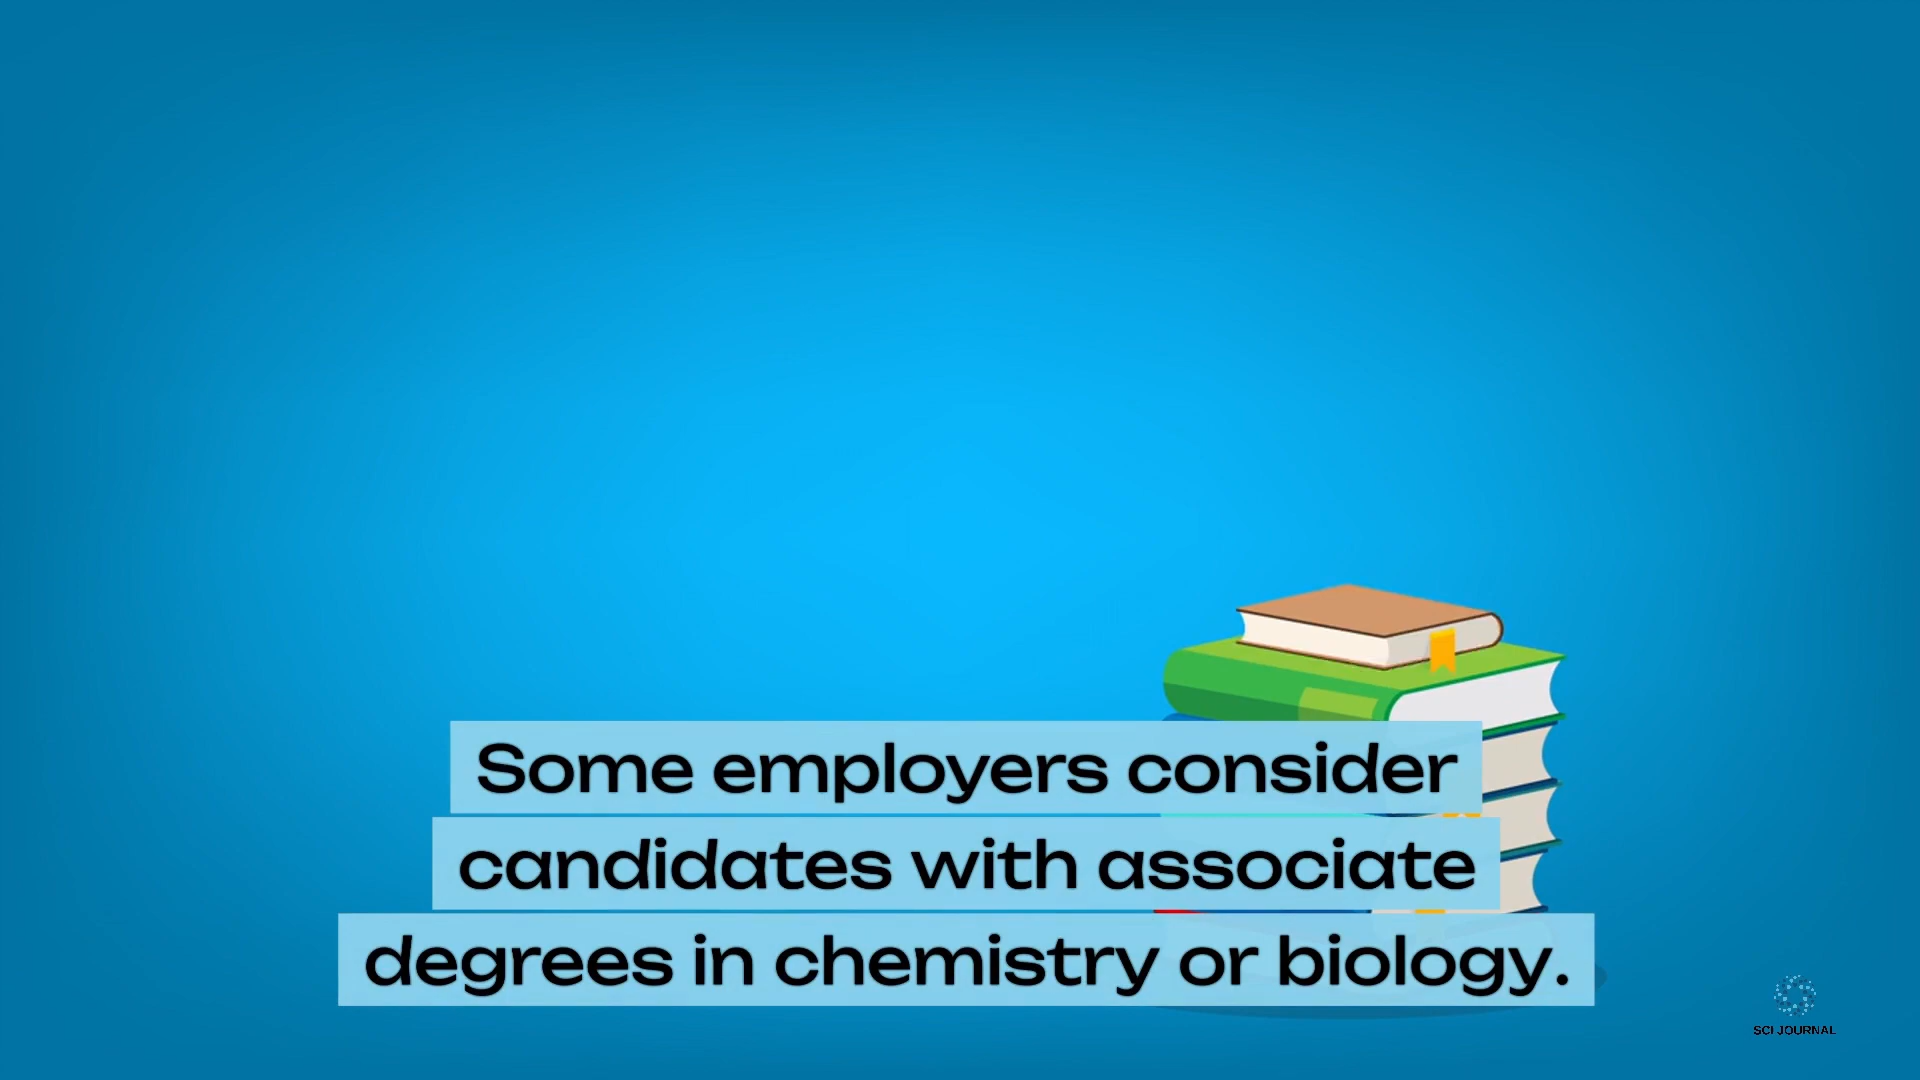 Some employers consider
candidates with associate
degrees in chemistry or biology.
SCI JOURNAL